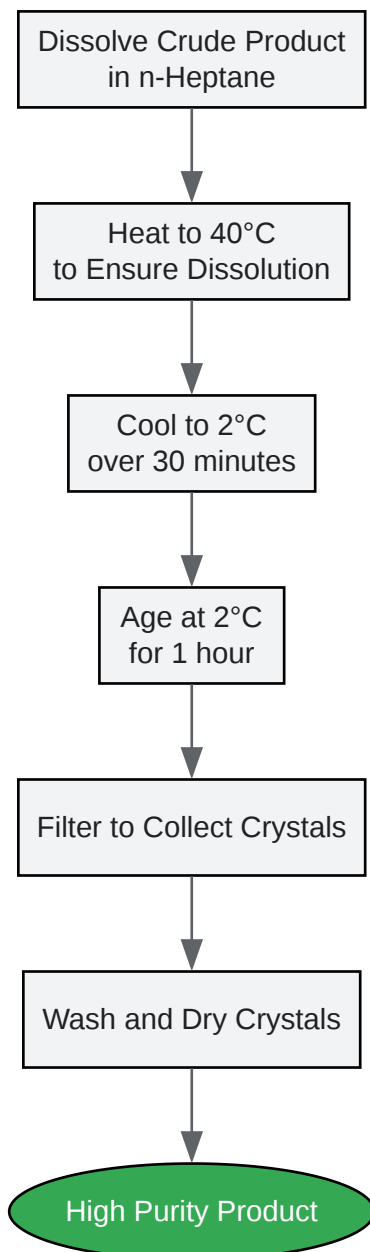 Dissolve Crude Product
in n-Heptane
Heat to 40°C
to Ensure Dissolution
Cool to 2°C
over 30 minutes
Age at 2°C
for 1 hour
Filter to Collect Crystals
Wash and Dry Crystals
High Purity Product